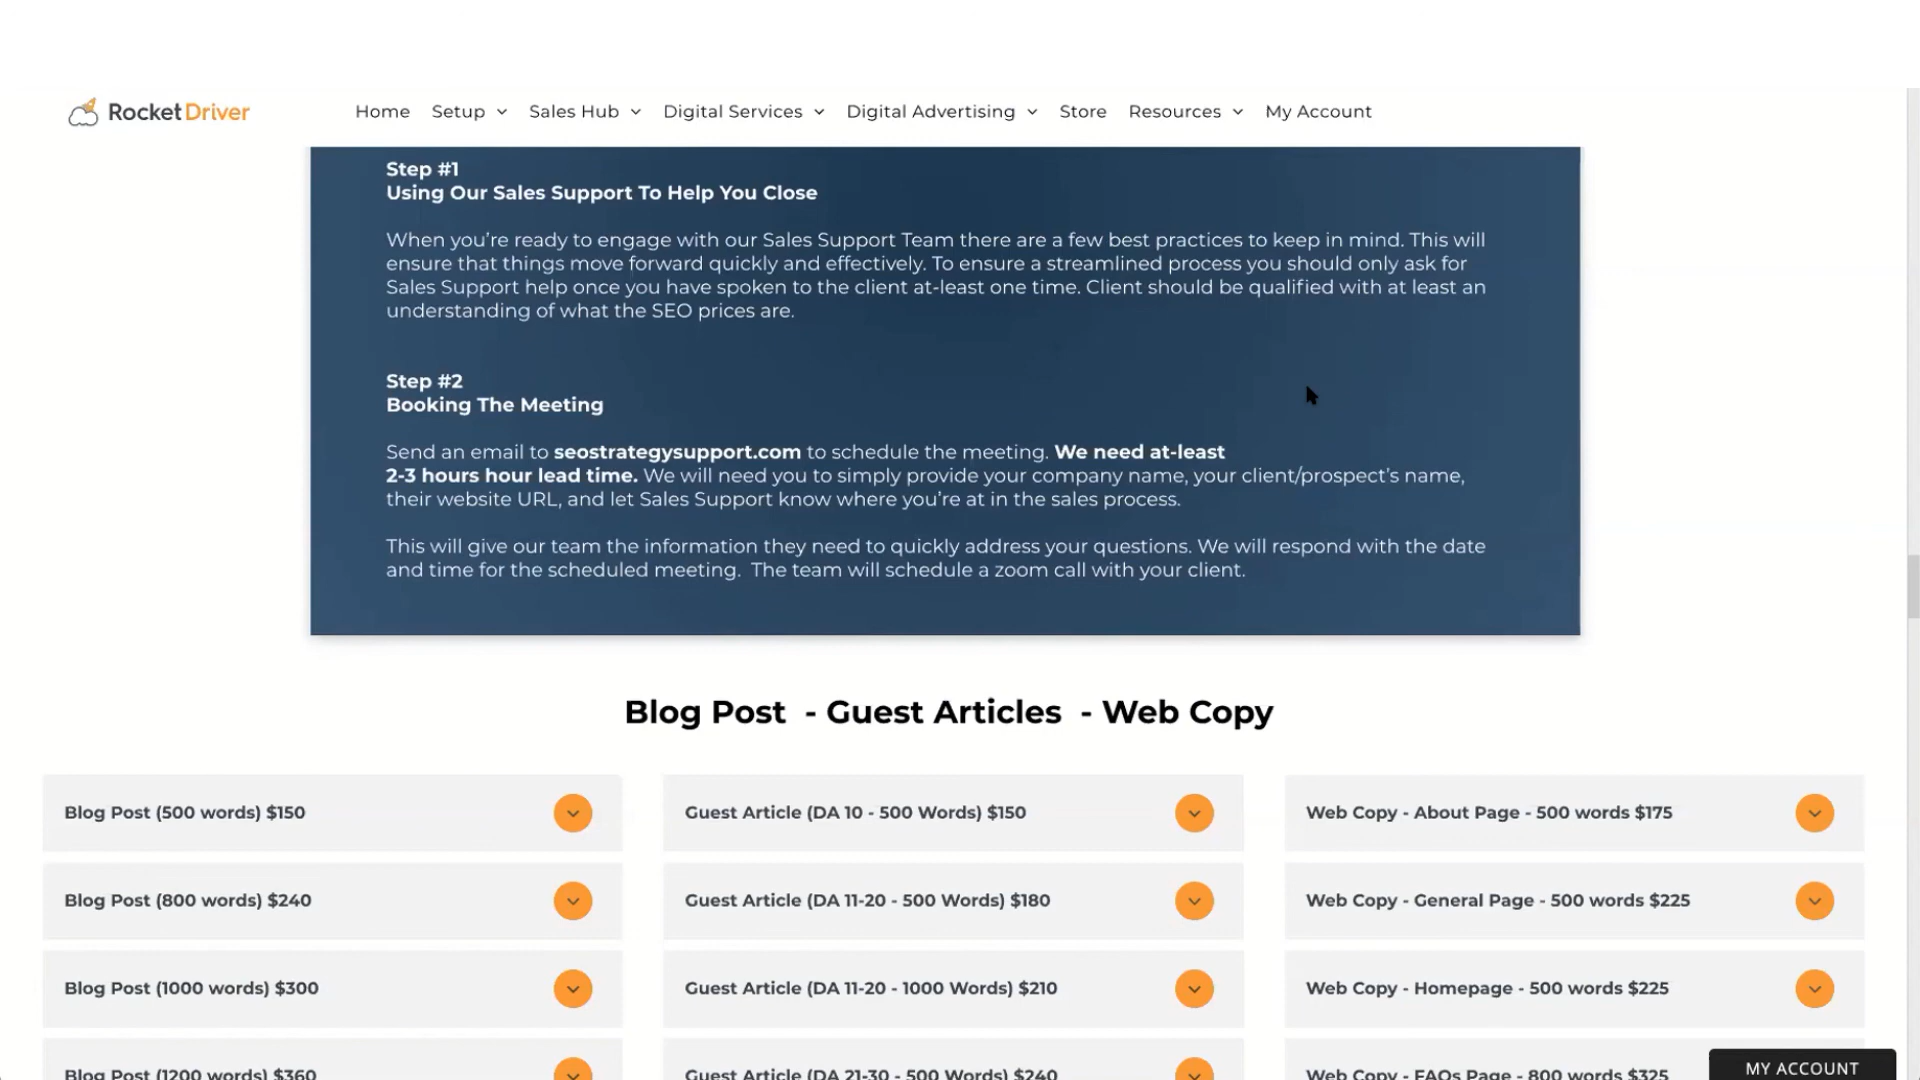 RocketDriver
Home Setup Sales Hub Digital Services Digital Advertising Store Resources My Account
Step #1
Using Our Sales Support To Help You Close
When you're ready to engage with our Sales Support Team there are a few best practices to keep in mind. This will
ensure that things move forward quickly and effectively. To ensure a streamlined process you should only ask for
Sales Support help once you have spoken to the client at-least one time. Client should be qualified with at least an
understanding of what the SEO prices are.
Step #2
Booking The Meeting
Send an email to seostrategysupport.com to schedule the meeting. We need at-least
2-3 hours hour lead time. We will need you to simply provide your company name, your client/prospect's name,
their website URL, and let Sales Support know where you're at in the sales process.
This will give our team the information they need to quickly address your questions. We will respond with the date
and time for the scheduled meeting.  The team will schedule a zoom call with your client.
Blog Post  - Guest Articles  - Web Copy
Blog Post (500 words) $150
Guest Article (DA 10 - 500 Words) $150
Web Copy - About Page - 500 words $175
Blog Post (800 words) $240
Guest Article (DA 11-20 - 500 Words) $180
Web Copy - General Page - 500 words $225
Blog Post (1000 words) $300
Guest Article (DA 11-20 - 1000 Words) $210
Web Copy - Homepage - 500 words $225
Blog Post (1200 words) $360
Guest Article (DA 21-30 - 500 Words) $240
Web Copy - FAQs Page - 800 words $325
MY ACCOUNT